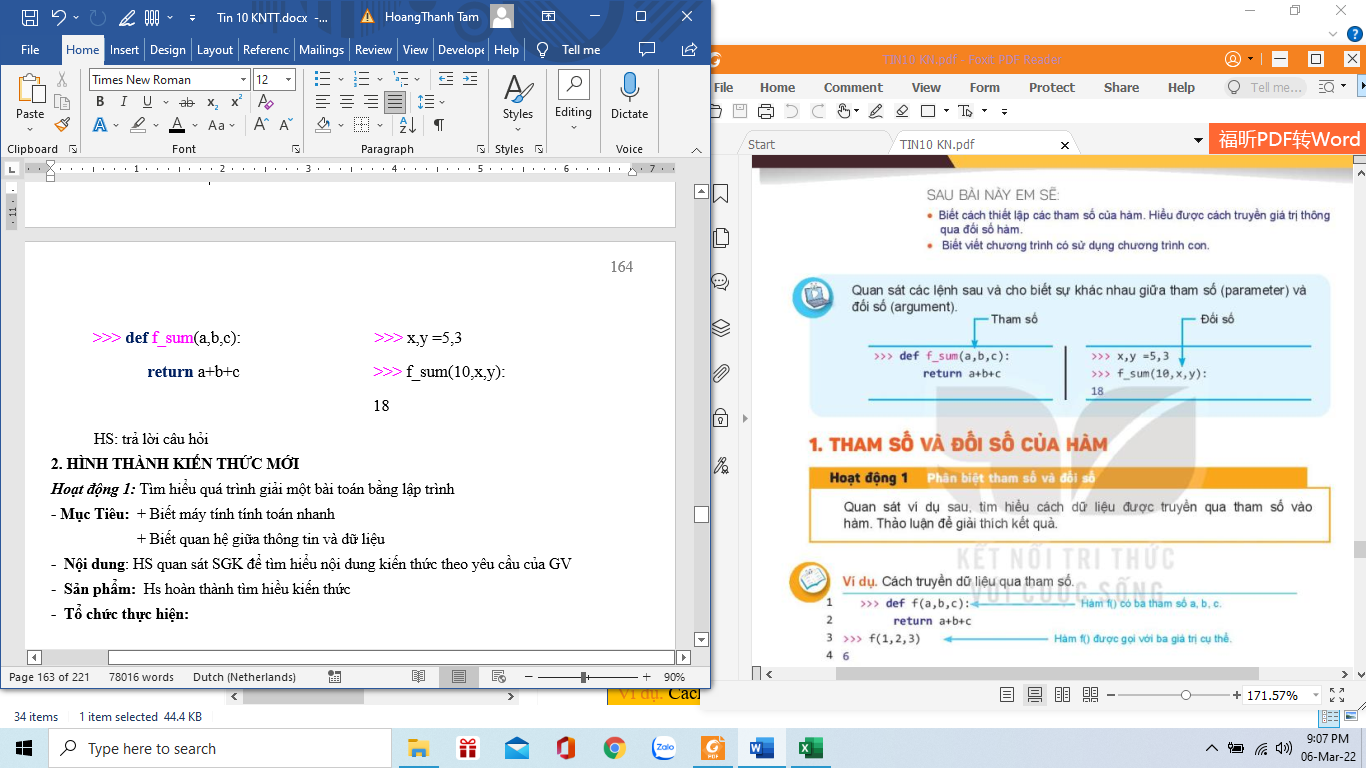 Tin 10 KNTT.docx -...
HoangThanh Tam
File Home Insert Design Layout Referenc Mailings Review View Develope Help Tell me
Times New Roman 12
Paste
Styles
Editing
Dictate
Clipboard Font Paragraph Styles Voice
164
>>> def f_sum(a,b,c):
return a+b+c
>>> x,y =5,3
>>> f_sum(10,x,y):
18
HS: trả lời câu hỏi
2. HÌNH THÀNH KIẾN THỨC MỚI
Hoạt động 1: Tìm hiểu quá trình giải một bài toán bằng lập trình
- Mục Tiêu: + Biết máy tính tính toán nhanh
+ Biết quan hệ giữa thông tin và dữ liệu
- Nội dung: HS quan sát SGK để tìm hiểu nội dung kiến thức theo yêu cầu của GV
- Sản phẩm: Hs hoàn thành tìm hiều kiến thức
- Tổ chức thực hiện:
Page 163 of 221 78016 words Dutch (Netherlands) 90%
TIN10 KN.pdf - Foxit PDF Reader
File Home Comment View Form Protect Share Help Tell me...
Start TIN10 KN.pdf
福昕PDF转Word
SAU BÀI NÀY EM SẼ:
• Biết cách thiết lập các tham số của hàm. Hiểu được cách truyền giá trị thông
qua đối số hàm.
• Biết viết chương trình có sử dụng chương trình con.
Quan sát các lệnh sau và cho biết sự khác nhau giữa tham số (parameter) và
đối số (argument).
Tham số
Đối số
>>> def f_sum(a,b,c):
return a+b+c
>>> x,y =5,3
>>> f_sum(10,x,y):
18
1. THAM SỐ VÀ ĐỐI SỐ CỦA HÀM
Hoạt động 1 Phân biệt tham số và đối số
Quan sát ví dụ sau, tìm hiểu cách dữ liệu được truyền qua tham số vào
hàm. Thảo luận để giải thích kết quả.
KẾT NỐI TRI THỨC
VỚI CUỘC SỐNG
Ví dụ. Cách truyền dữ liệu qua tham số.
1 >>> def f(a,b,c): Hàm f() có ba tham số a, b, c.
2 return a+b+c
3 >>> f(1,2,3) Hàm f() được gọi với ba giá trị cụ thể.
4 6
171.57%
34 items 1 item selected 44.4 KB
Type here to search
Zalo
9:07 PM
06-Mar-22